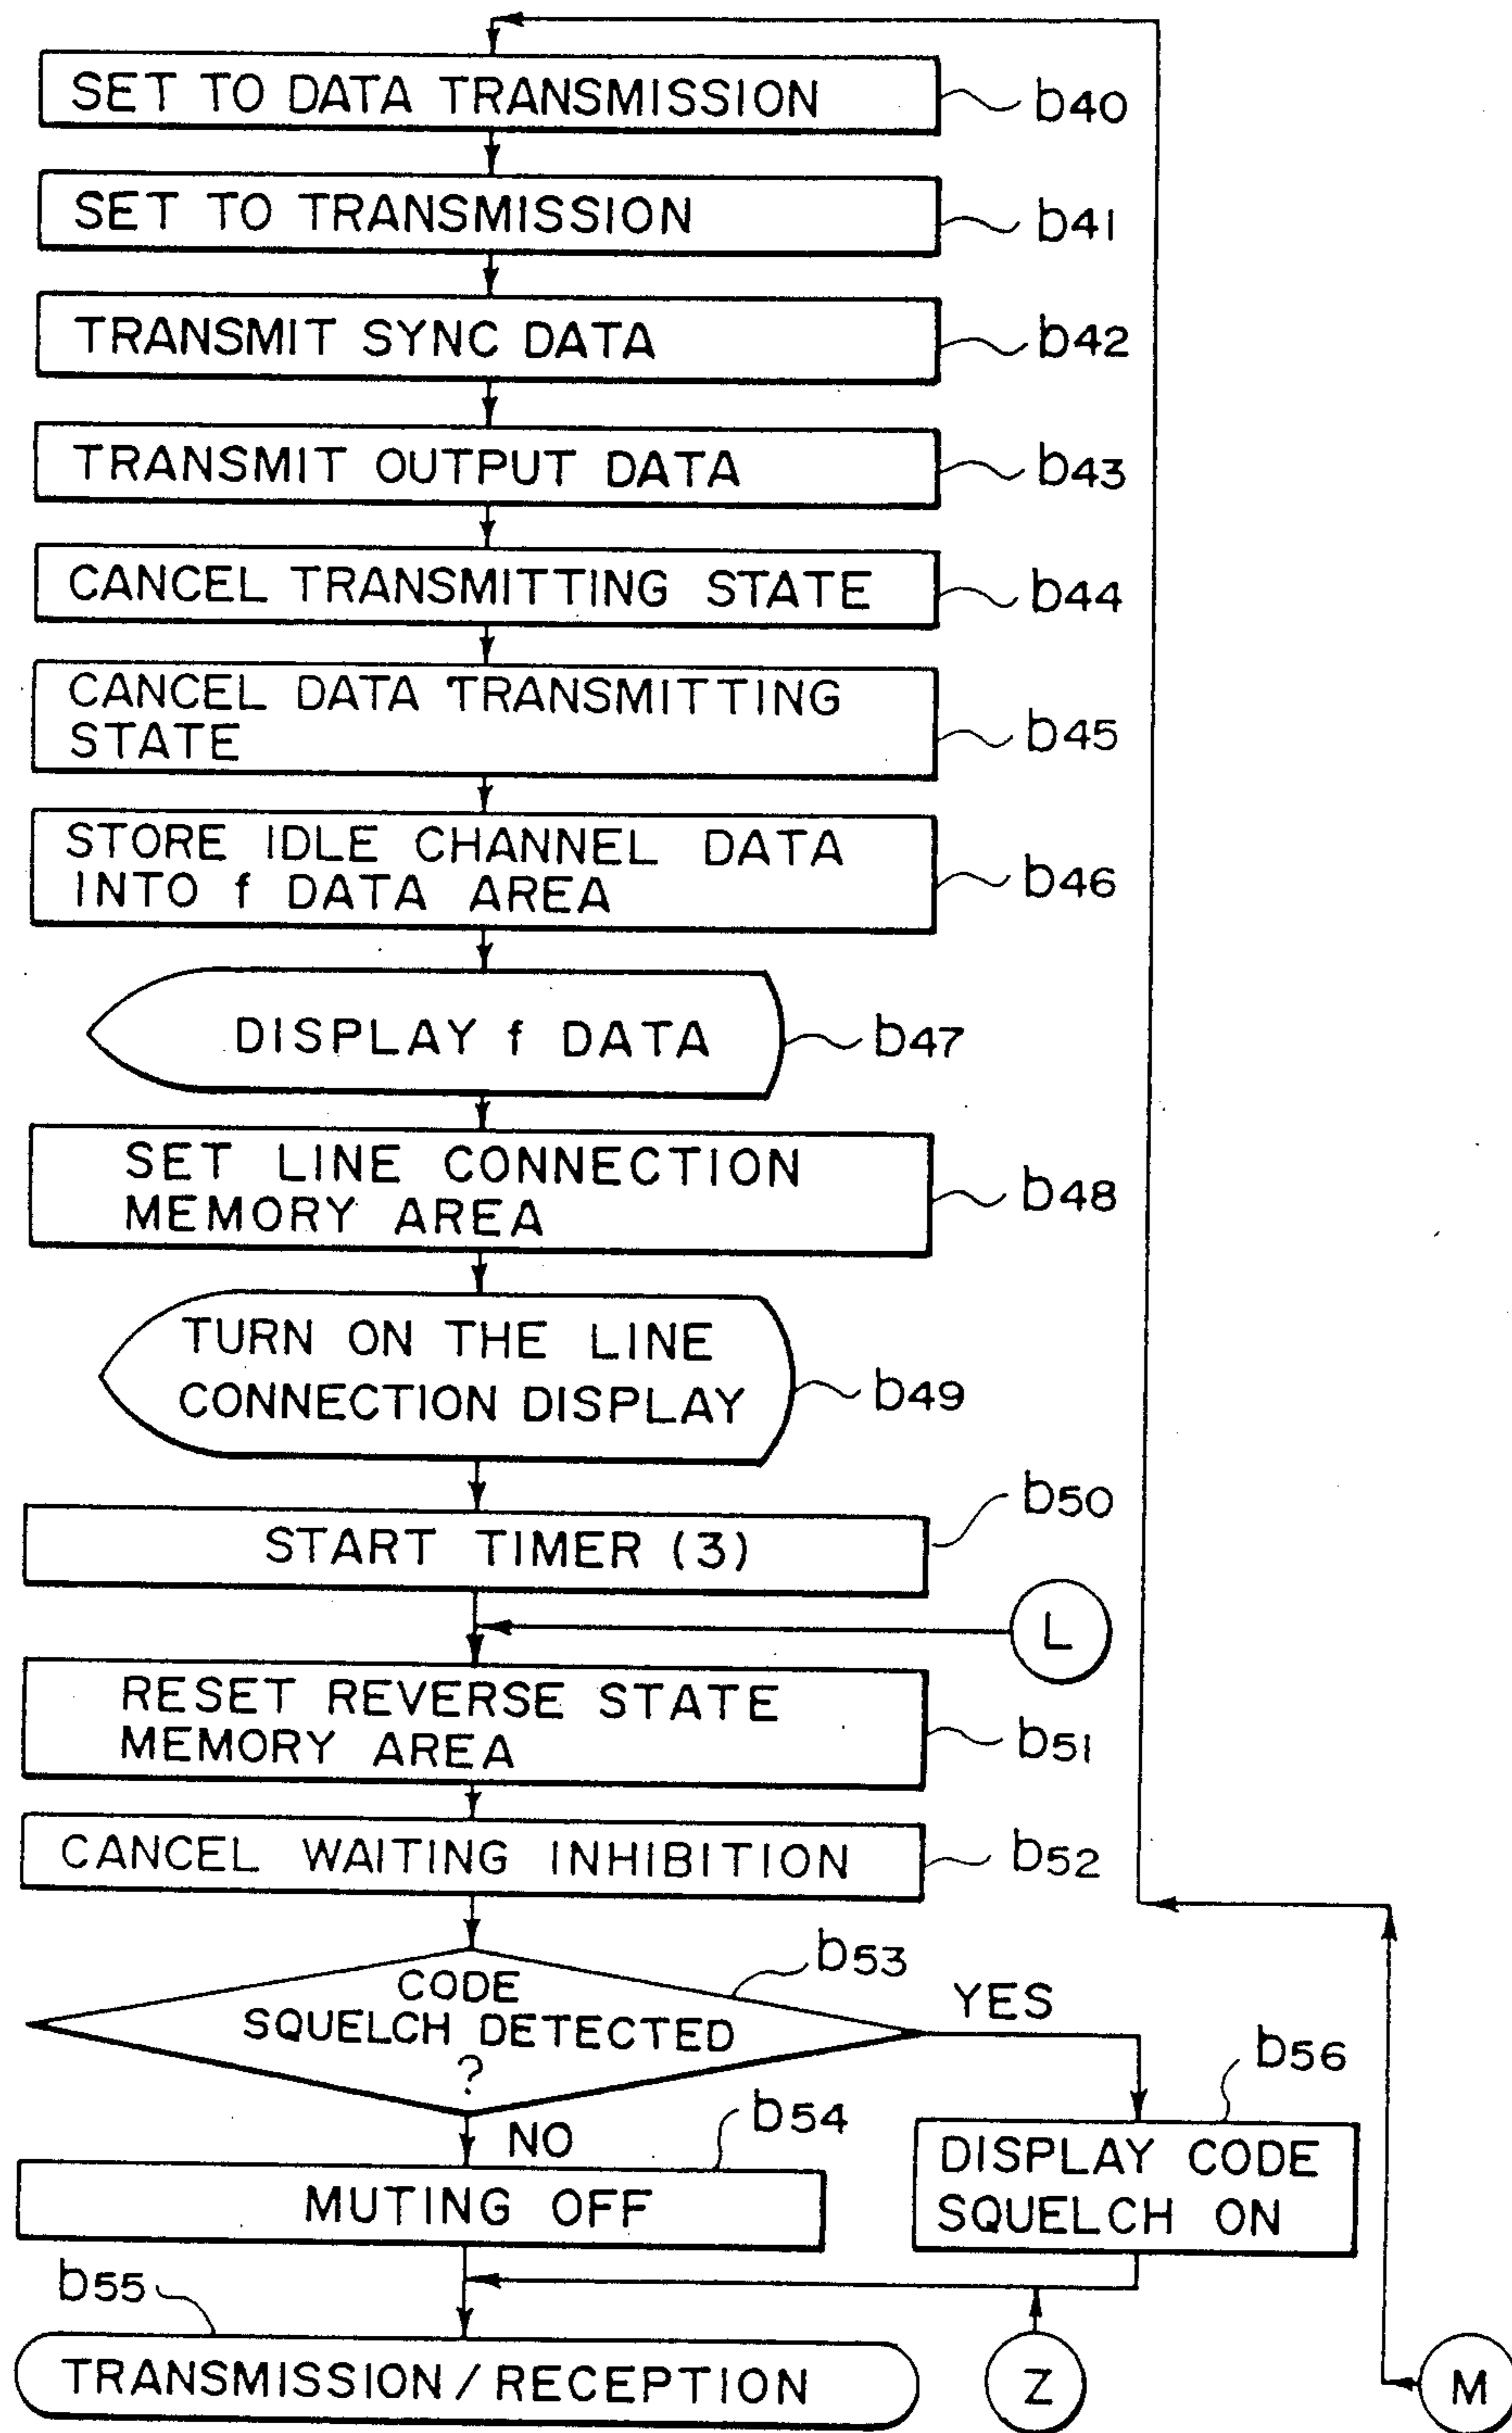 SET TO DATA TRANSMISSION b40
SET TO TRANSMISSION b41
TRANSMIT SYNC DATA b42
TRANSMIT OUTPUT DATA b43
CANCEL TRANSMITTING STATE b44
CANCEL DATA TRANSMITTING
STATE b45
STORE IDLE CHANNEL DATA
INTO f DATA AREA b46
DISPLAY f DATA b47
SET LINE CONNECTION
MEMORY AREA b48
TURN ON THE LINE
CONNECTION DISPLAY b49
b50
START TIMER (3)
L
RESET REVERSE STATE
MEMORY AREA b51
CANCEL WAITING INHIBITION b52
b53
CODE
SQUELCH DETECTED
?
YES
NO
b54
b56
MUTING OFF
DISPLAY CODE
SQUELCH ON
b55
TRANSMISSION/RECEPTION
Z
M